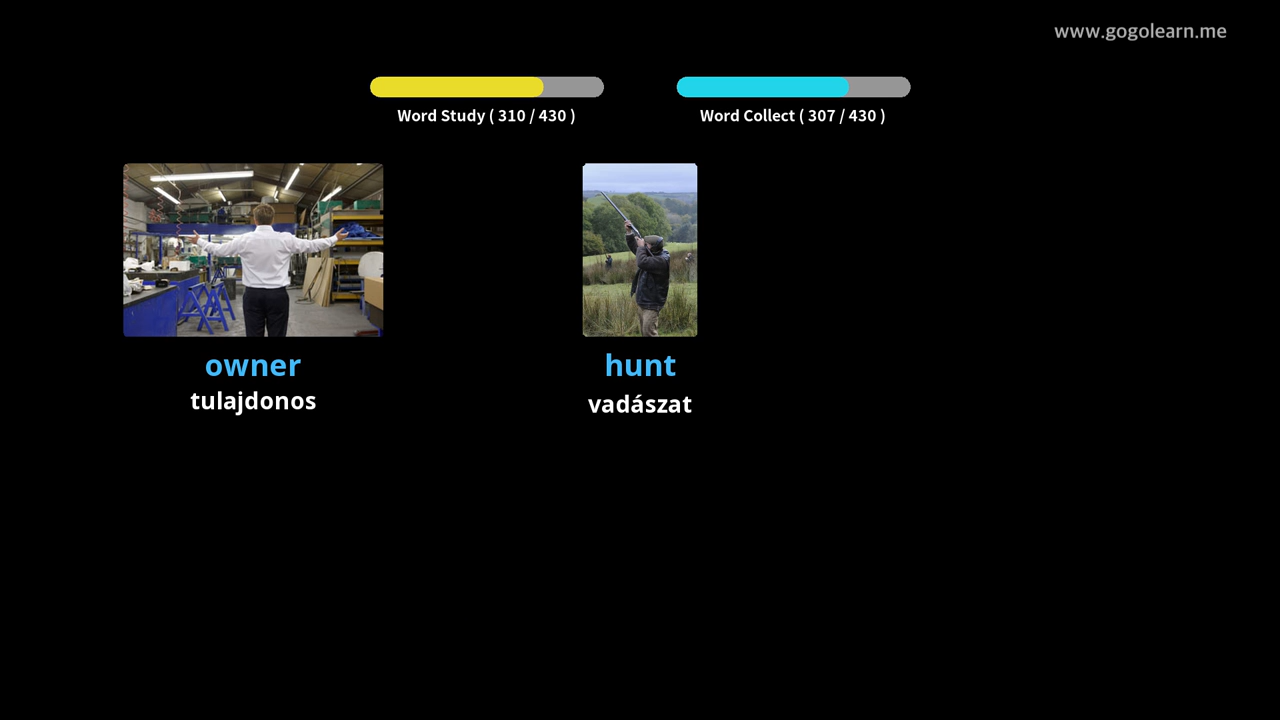 www.gogolearn.me
Word Study ( 310 / 430 )
Word Collect ( 307 / 430 )
owner
tulajdonos
hunt
vadászat